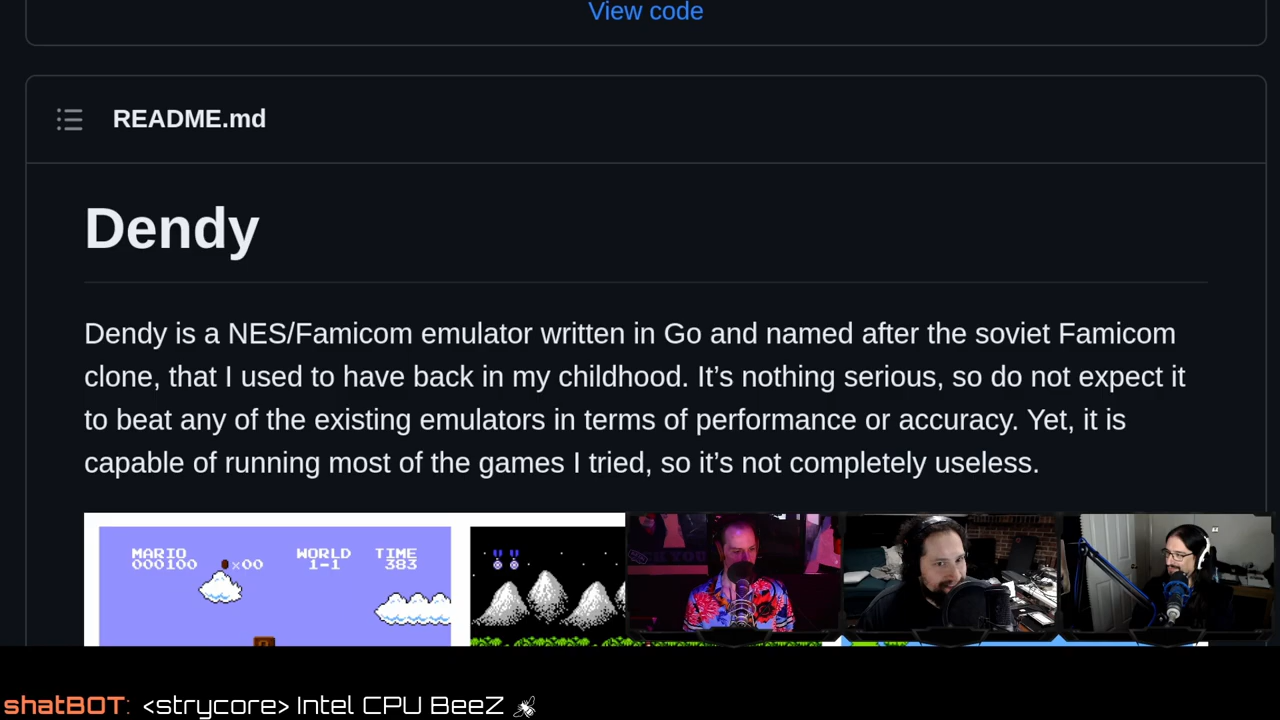 View code
README.md
Dendy
Dendy is a NES/Famicom emulator written in Go and named after the soviet Famicom
clone, that I used to have back in my childhood. It’s nothing serious, so do not expect it
to beat any of the existing emulators in terms of performance or accuracy. Yet, it is
capable of running most of the games I tried, so it’s not completely useless.
MARIO WORLD TIME
000100 x00 1-1 383
shatBOT: <strycore> Intel CPU BeeZ